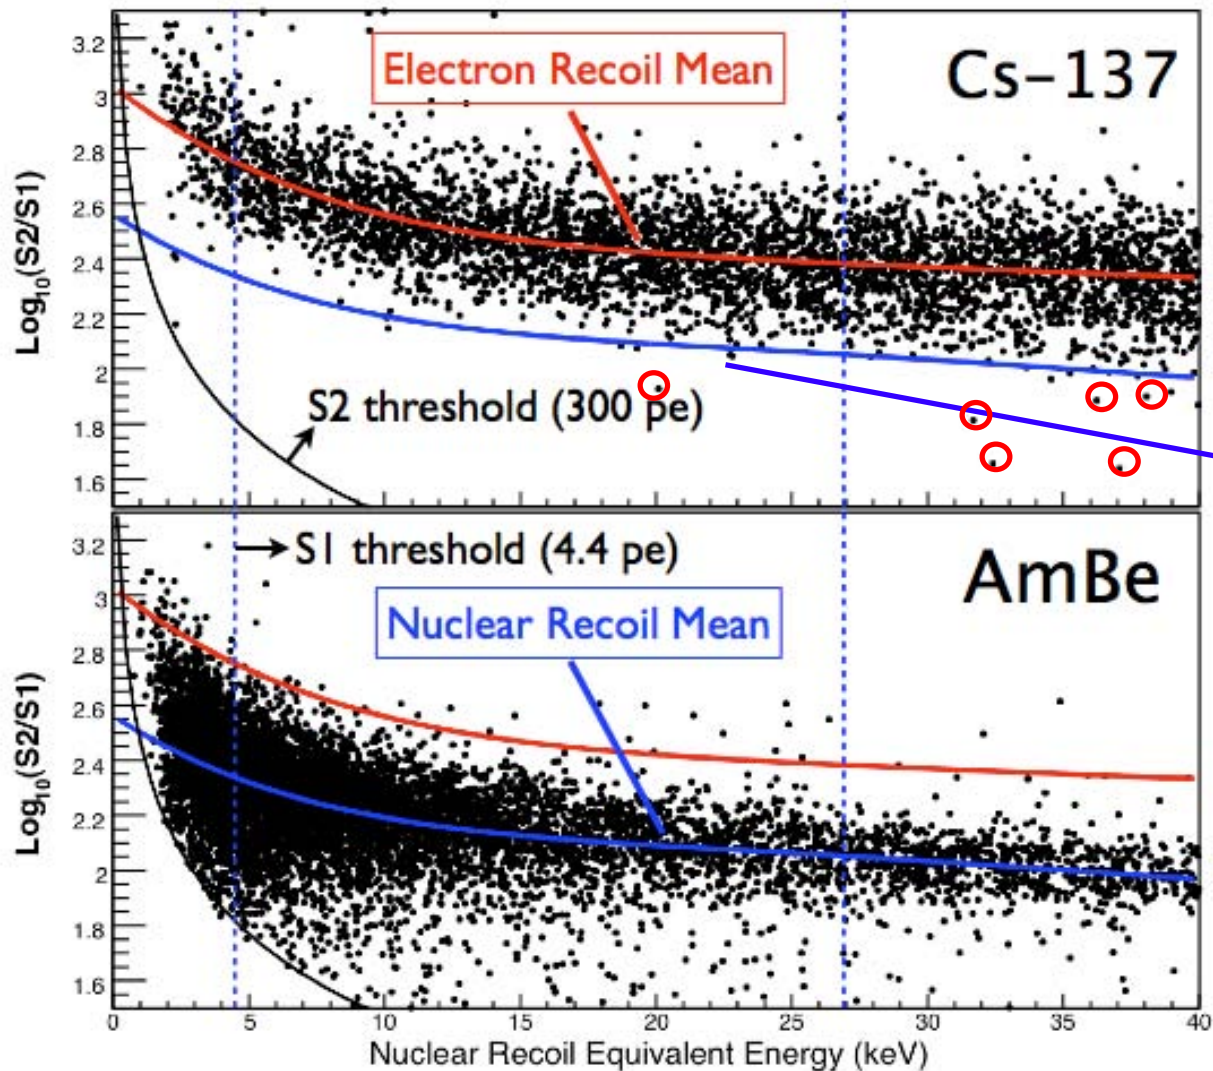 Cs-137
Electron Recoil Mean
S2 threshold (300 pe)
Log10(S2/S1)
3.2
3
2.8
2.6
2.4
2.2
2
1.8
1.6
AmBe
S1 threshold (4.4 pe)
Nuclear Recoil Mean
Log10(S2/S1)
3.2
3
2.8
2.6
2.4
2.2
2
1.8
1.6
0 5 10 15 20 25 30 35 40
Nuclear Recoil Equivalent Energy (keV)